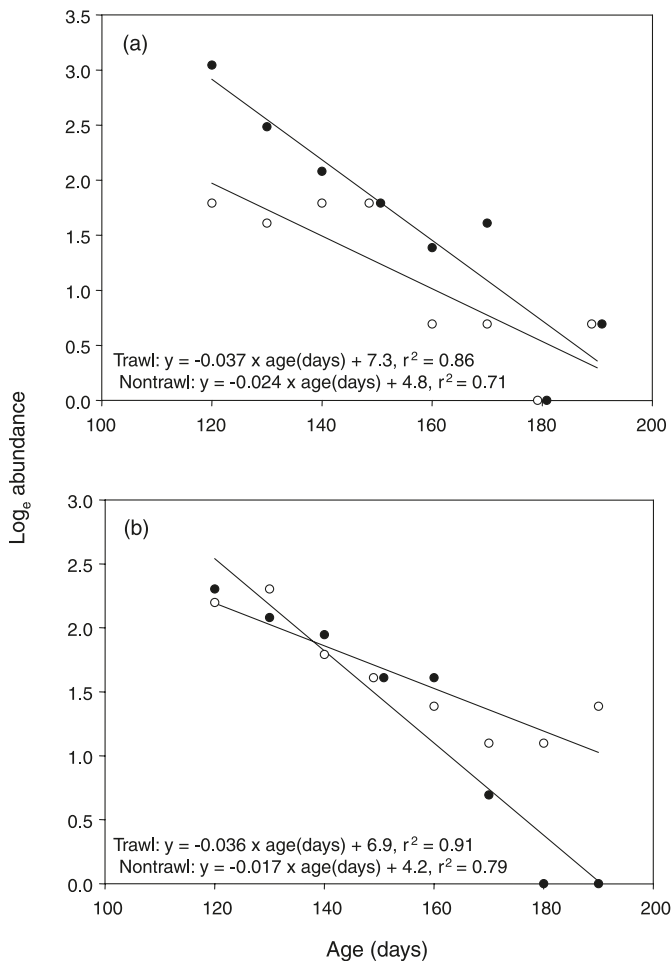 3.5
(a)
3.0
2.5
2.0
1.5
1.0
0.5
Trawl: y = -0.037 x age(days) + 7.3, r² = 0.86
Nontrawl: y = -0.024 x age(days) + 4.8, r² = 0.71
0.0
100 120 140 160 180 200
Logₑ abundance
3.0
(b)
2.5
2.0
1.5
1.0
0.5
Trawl: y = -0.036 x age(days) + 6.9, r² = 0.91
Nontrawl: y = -0.017 x age(days) + 4.2, r² = 0.79
0.0
100 120 140 160 180 200
Age (days)